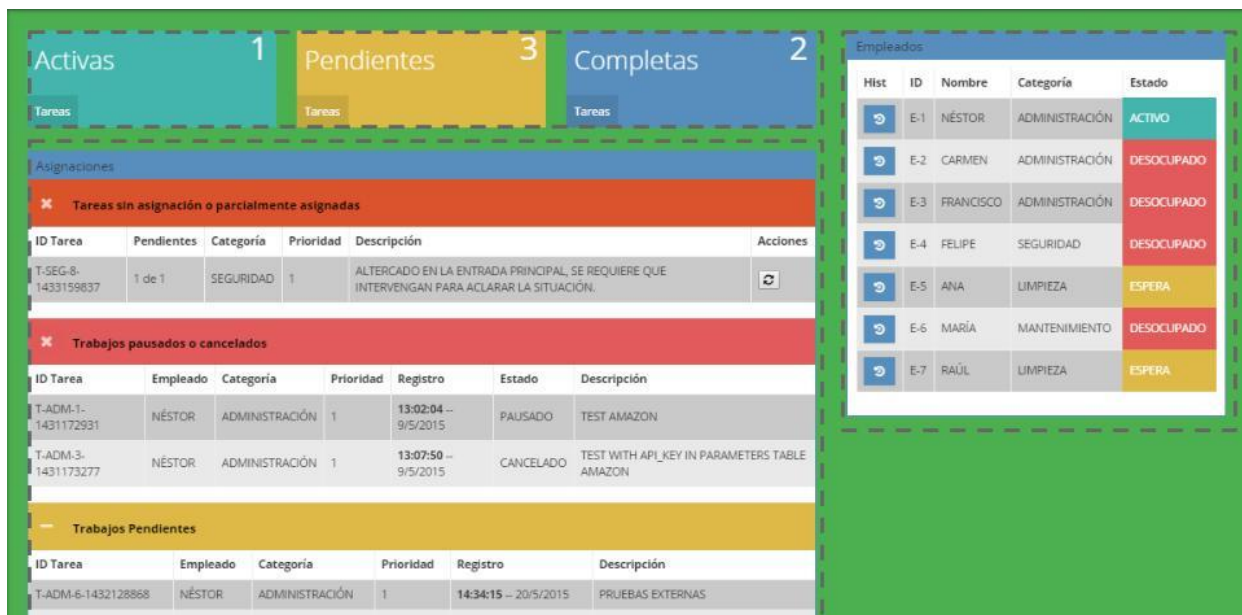 Activas 1
Tareas
Pendientes 3
Tareas
Completas 2
Tareas
Asignaciones
Tareas sin asignación o parcialmente asignadas
ID Tarea Pendientes Categoría Prioridad Descripción Acciones
T-SEG-8-
1433159837 1 de 1 SEGURIDAD 1 ALTERCADO EN LA ENTRADA PRINCIPAL, SE REQUIERE QUE
INTERVENGAN PARA ACLARAR LA SITUACIÓN.
Trabajos pausados o cancelados
ID Tarea Empleado Categoría Prioridad Registro Estado Descripción
T-ADM-1-
1431172931 NÉSTOR ADMINISTRACIÓN 1 13:02:04 --
9/5/2015 PAUSADO TEST AMAZON
T-ADM-3-
1431173277 NÉSTOR ADMINISTRACIÓN 1 13:07:50 --
9/5/2015 CANCELADO TEST WITH API_KEY IN PARAMETERS TABLE
AMAZON
Trabajos Pendientes
ID Tarea Empleado Categoría Prioridad Registro Descripción
T-ADM-6-1432128868 NÉSTOR ADMINISTRACIÓN 1 14:34:15 -- 20/5/2015 PRUEBAS EXTERNAS
Empleados
Hist ID Nombre Categoría Estado
E-1 NÉSTOR ADMINISTRACIÓN ACTIVO
E-2 CARMEN ADMINISTRACIÓN DESOCUPADO
E-3 FRANCISCO ADMINISTRACIÓN DESOCUPADO
E-4 FELIPE SEGURIDAD DESOCUPADO
E-5 ANA LIMPIEZA ESPERA
E-6 MARÍA MANTENIMIENTO DESOCUPADO
E-7 RAÚL LIMPIEZA ESPERA